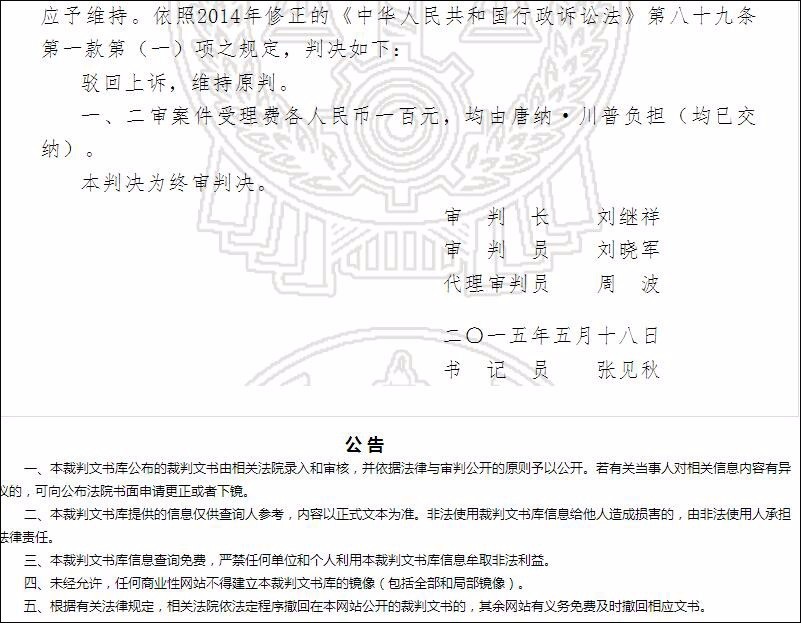 应予维持。依照2014年修正的《中华人民共和国行政诉讼法》第八十九条
第一款第（一）项之规定，判决如下：
驳回上诉，维持原判。
一、二审案件受理费各人民币一百元，均由唐纳·川普负担（均已交
纳）。
本判决为终审判决。
审 判 长 刘继祥
审 判 员 刘晓军
代理审判员 周 波
二〇一五年五月十八日
书 记 员 张见秋
公 告
一、本裁判文书库公布的裁判文书由相关法院录入和审核，并依据法律与审判公开的原则予以公开。若有关当事人对相关信息内容有异
议的，可向公布法院书面申请更正或者下镜。
二、本裁判文书库提供的信息仅供查询人参考，内容以正式文本为准。非法使用裁判文书库信息给他人造成损害的，由非法使用人承担
法律责任。
三、本裁判文书库信息查询免费，严禁任何单位和个人利用本裁判文书库信息牟取非法利益。
四、未经允许，任何商业性网站不得建立本裁判文书库的镜像（包括全部和局部镜像）。
五、根据有关法律规定，相关法院依法定程序撤回在本网站公开的裁判文书的，其余网站有义务免费及时撤回相应文书。